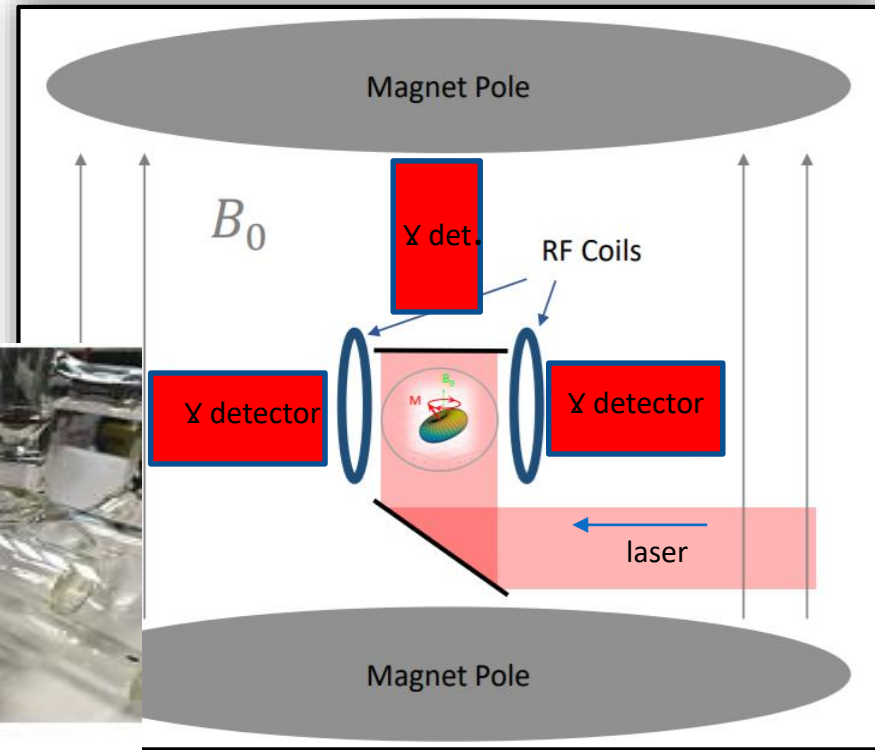 Magnet Pole
B₀
Ɣ det.
RF Coils
B₀
M
Ɣ detector
Ɣ detector
laser
Magnet Pole